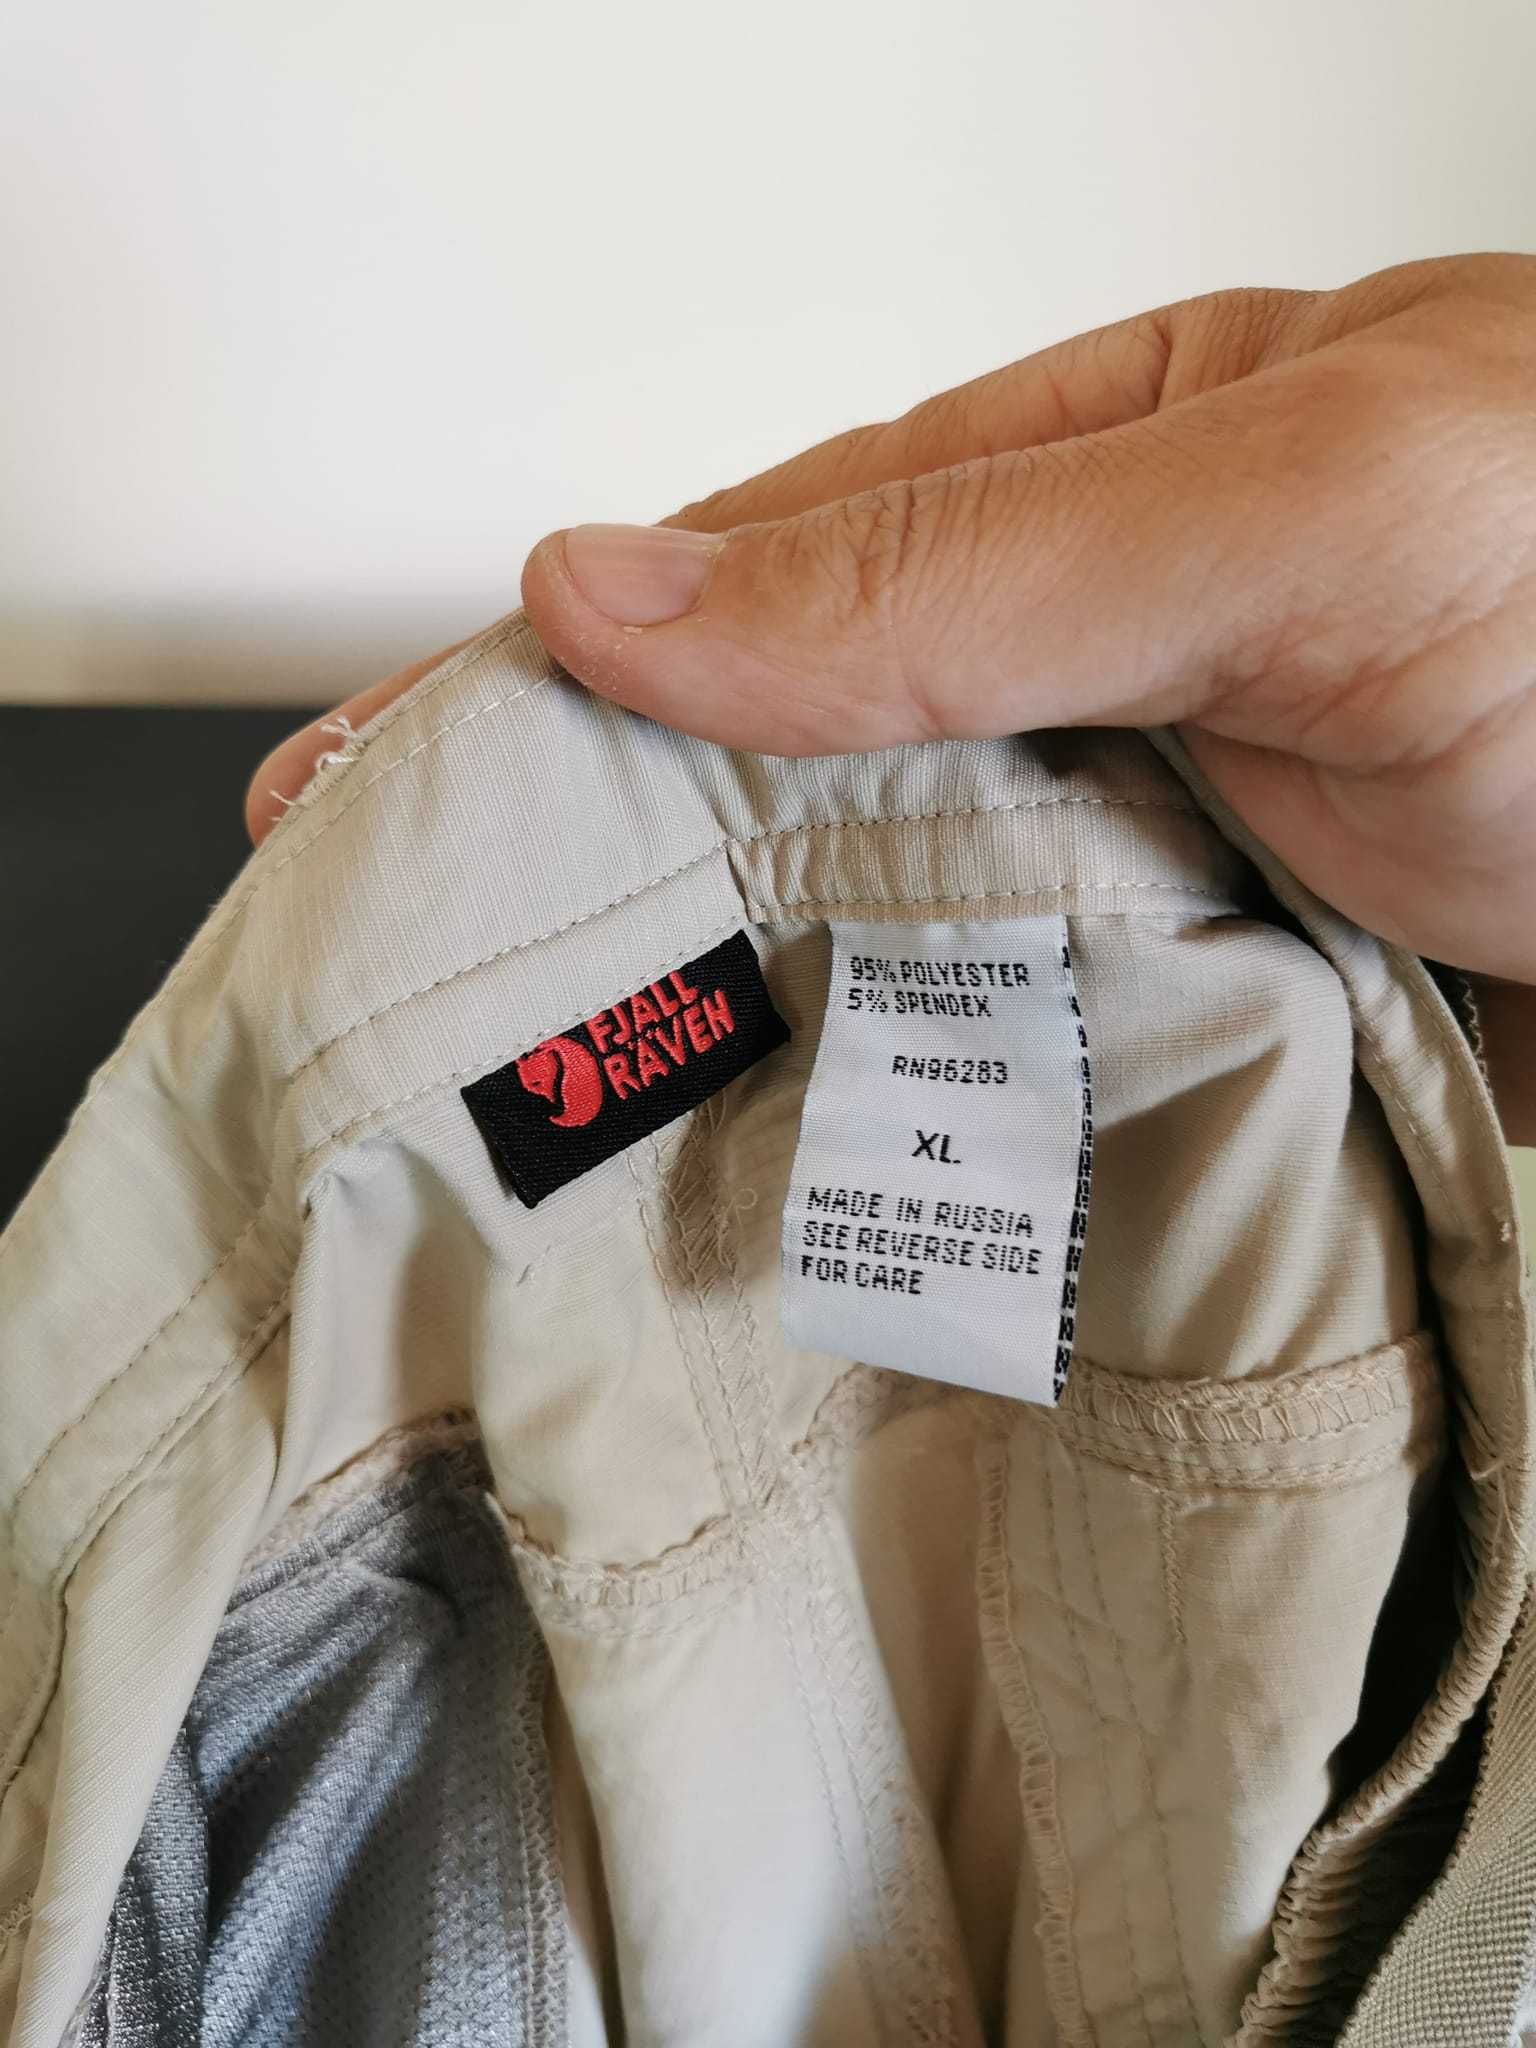 FJALL
RÄVEN
95% POLYESTER
5% SPENDEX
RN96283
XL.
MADE IN RUSSIA
SEE REVERSE SIDE
FOR CARE